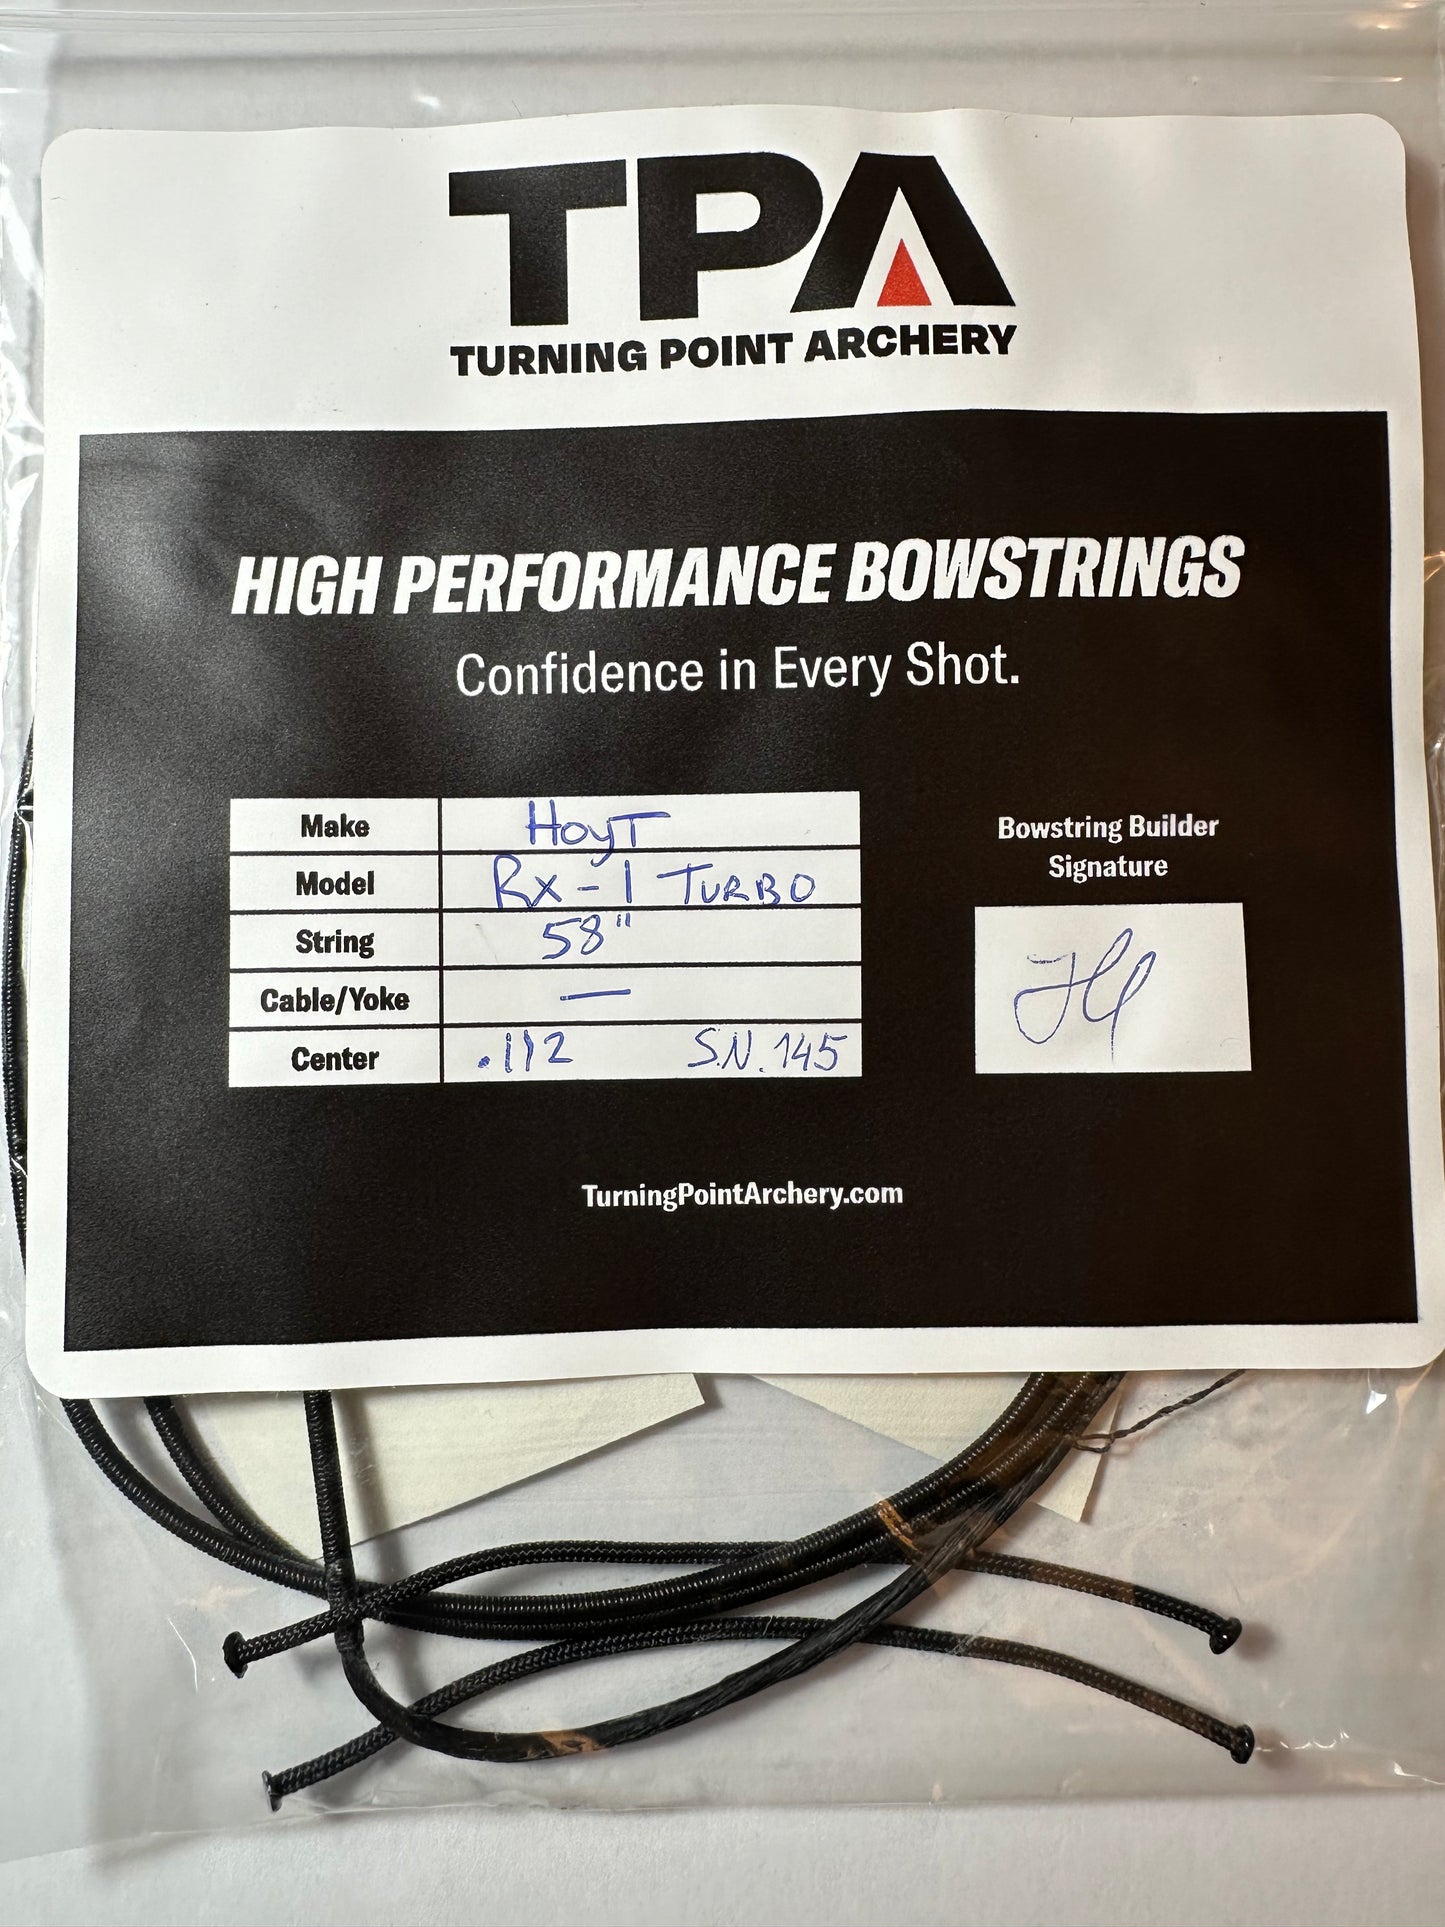 TPA
TURNING POINT ARCHERY
HIGH PERFORMANCE BOWSTRINGS
Confidence in Every Shot.
Make HoyT
Model Rx-1 TURBO
String 58"
Cable/Yoke —
Center .112 S.N. 145
Bowstring Builder
Signature
TurningPointArchery.com